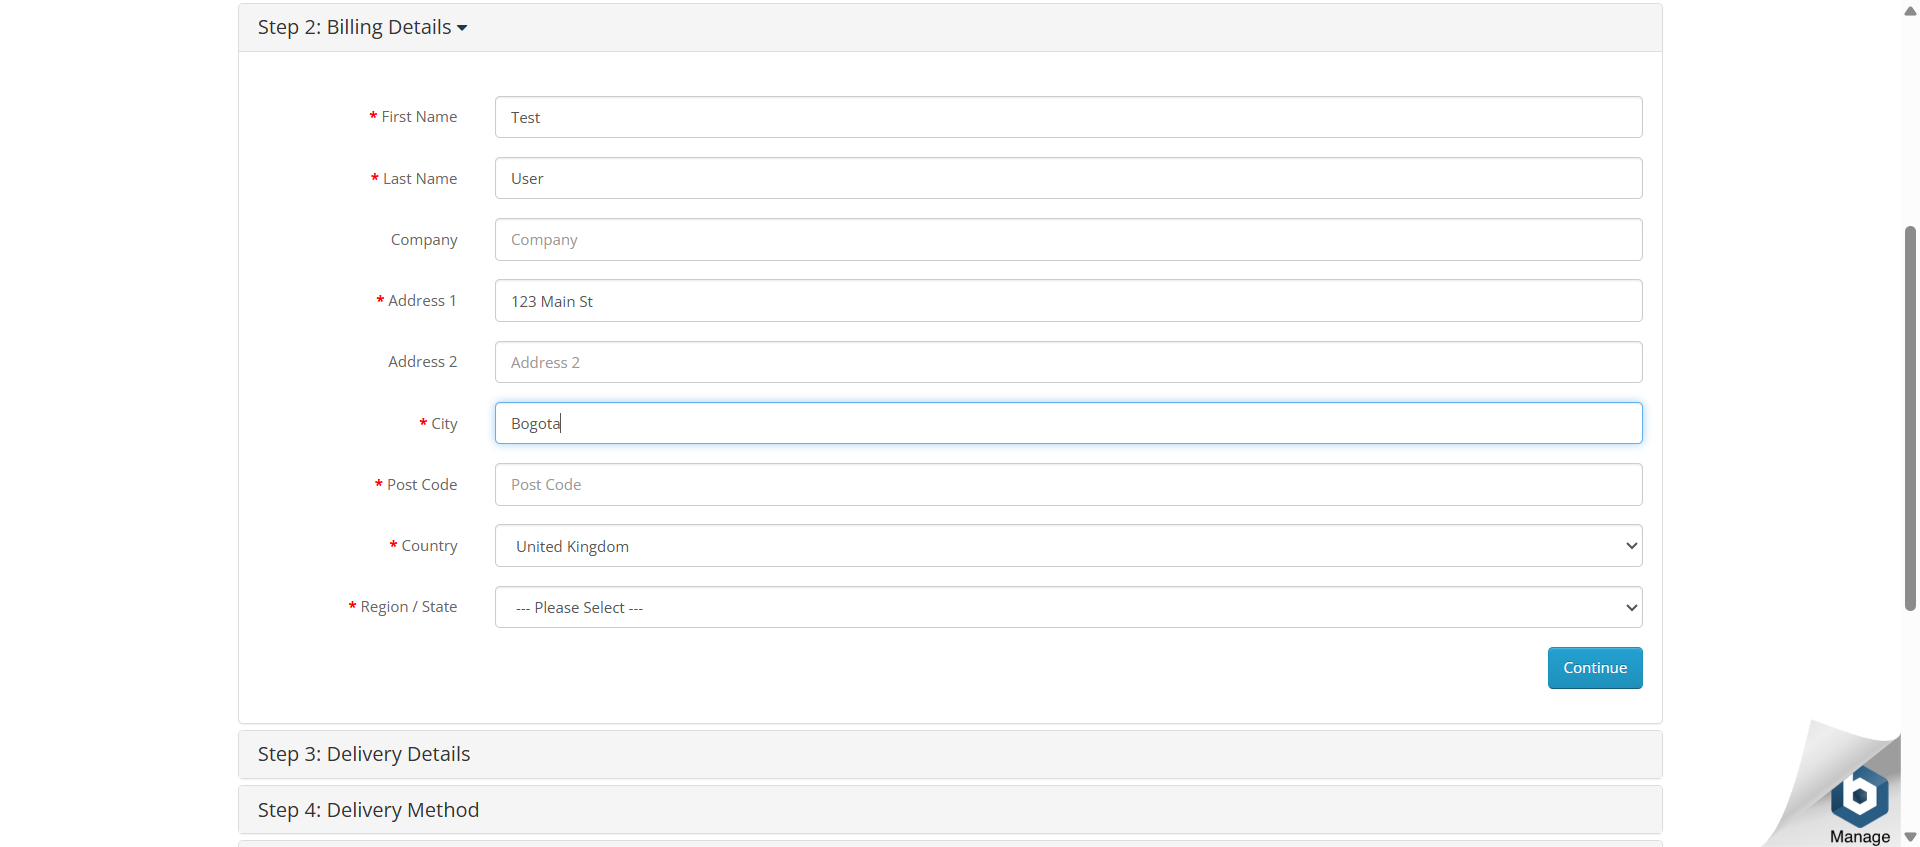 Step 2: Billing Details
* First Name
Test
* Last Name
User
Company
Company
* Address 1
123 Main St
Address 2
Address 2
* City
Bogota
* Post Code
Post Code
* Country
United Kingdom
* Region / State
--- Please Select ---
Continue
Step 3: Delivery Details
Step 4: Delivery Method
b
Manage